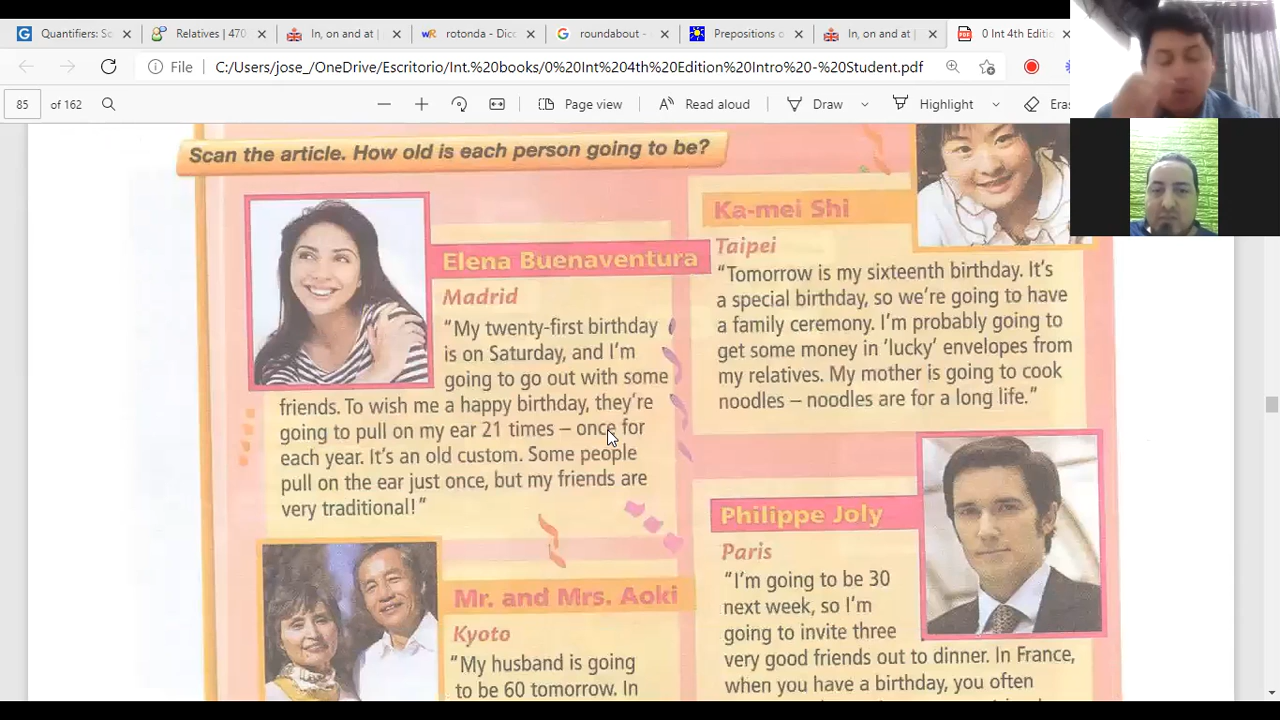 Quantifiers: So
Relatives | 470
In, on and at |
rotonda - Dicc
roundabout -
Prepositions o
In, on and at |
0 Int 4th Editi
File
C:/Users/jose_/OneDrive/Escritorio/Int.%20books/0%20Int%204th%20Edition%20Intro%20-%20Student.pdf
85 of 162
Page view
Read aloud
Draw
Highlight
Eras
Scan the article. How old is each person going to be?
Elena Buenaventura
Madrid
"My twenty-first birthday
is on Saturday, and I'm
going to go out with some
friends. To wish me a happy birthday, they're
going to pull on my ear 21 times – once for
each year. It's an old custom. Some people
pull on the ear just once, but my friends are
very traditional!"
Mr. and Mrs. Aoki
Kyoto
"My husband is going
to be 60 tomorrow. In
Ka-mei Shi
Taipei
"Tomorrow is my sixteenth birthday. It's
a special birthday, so we're going to have
a family ceremony. I'm probably going to
get some money in 'lucky' envelopes from
my relatives. My mother is going to cook
noodles – noodles are for a long life."
Philippe Joly
Paris
"I'm going to be 30
next week, so I'm
going to invite three
very good friends out to dinner. In France,
when you have a birthday, you often